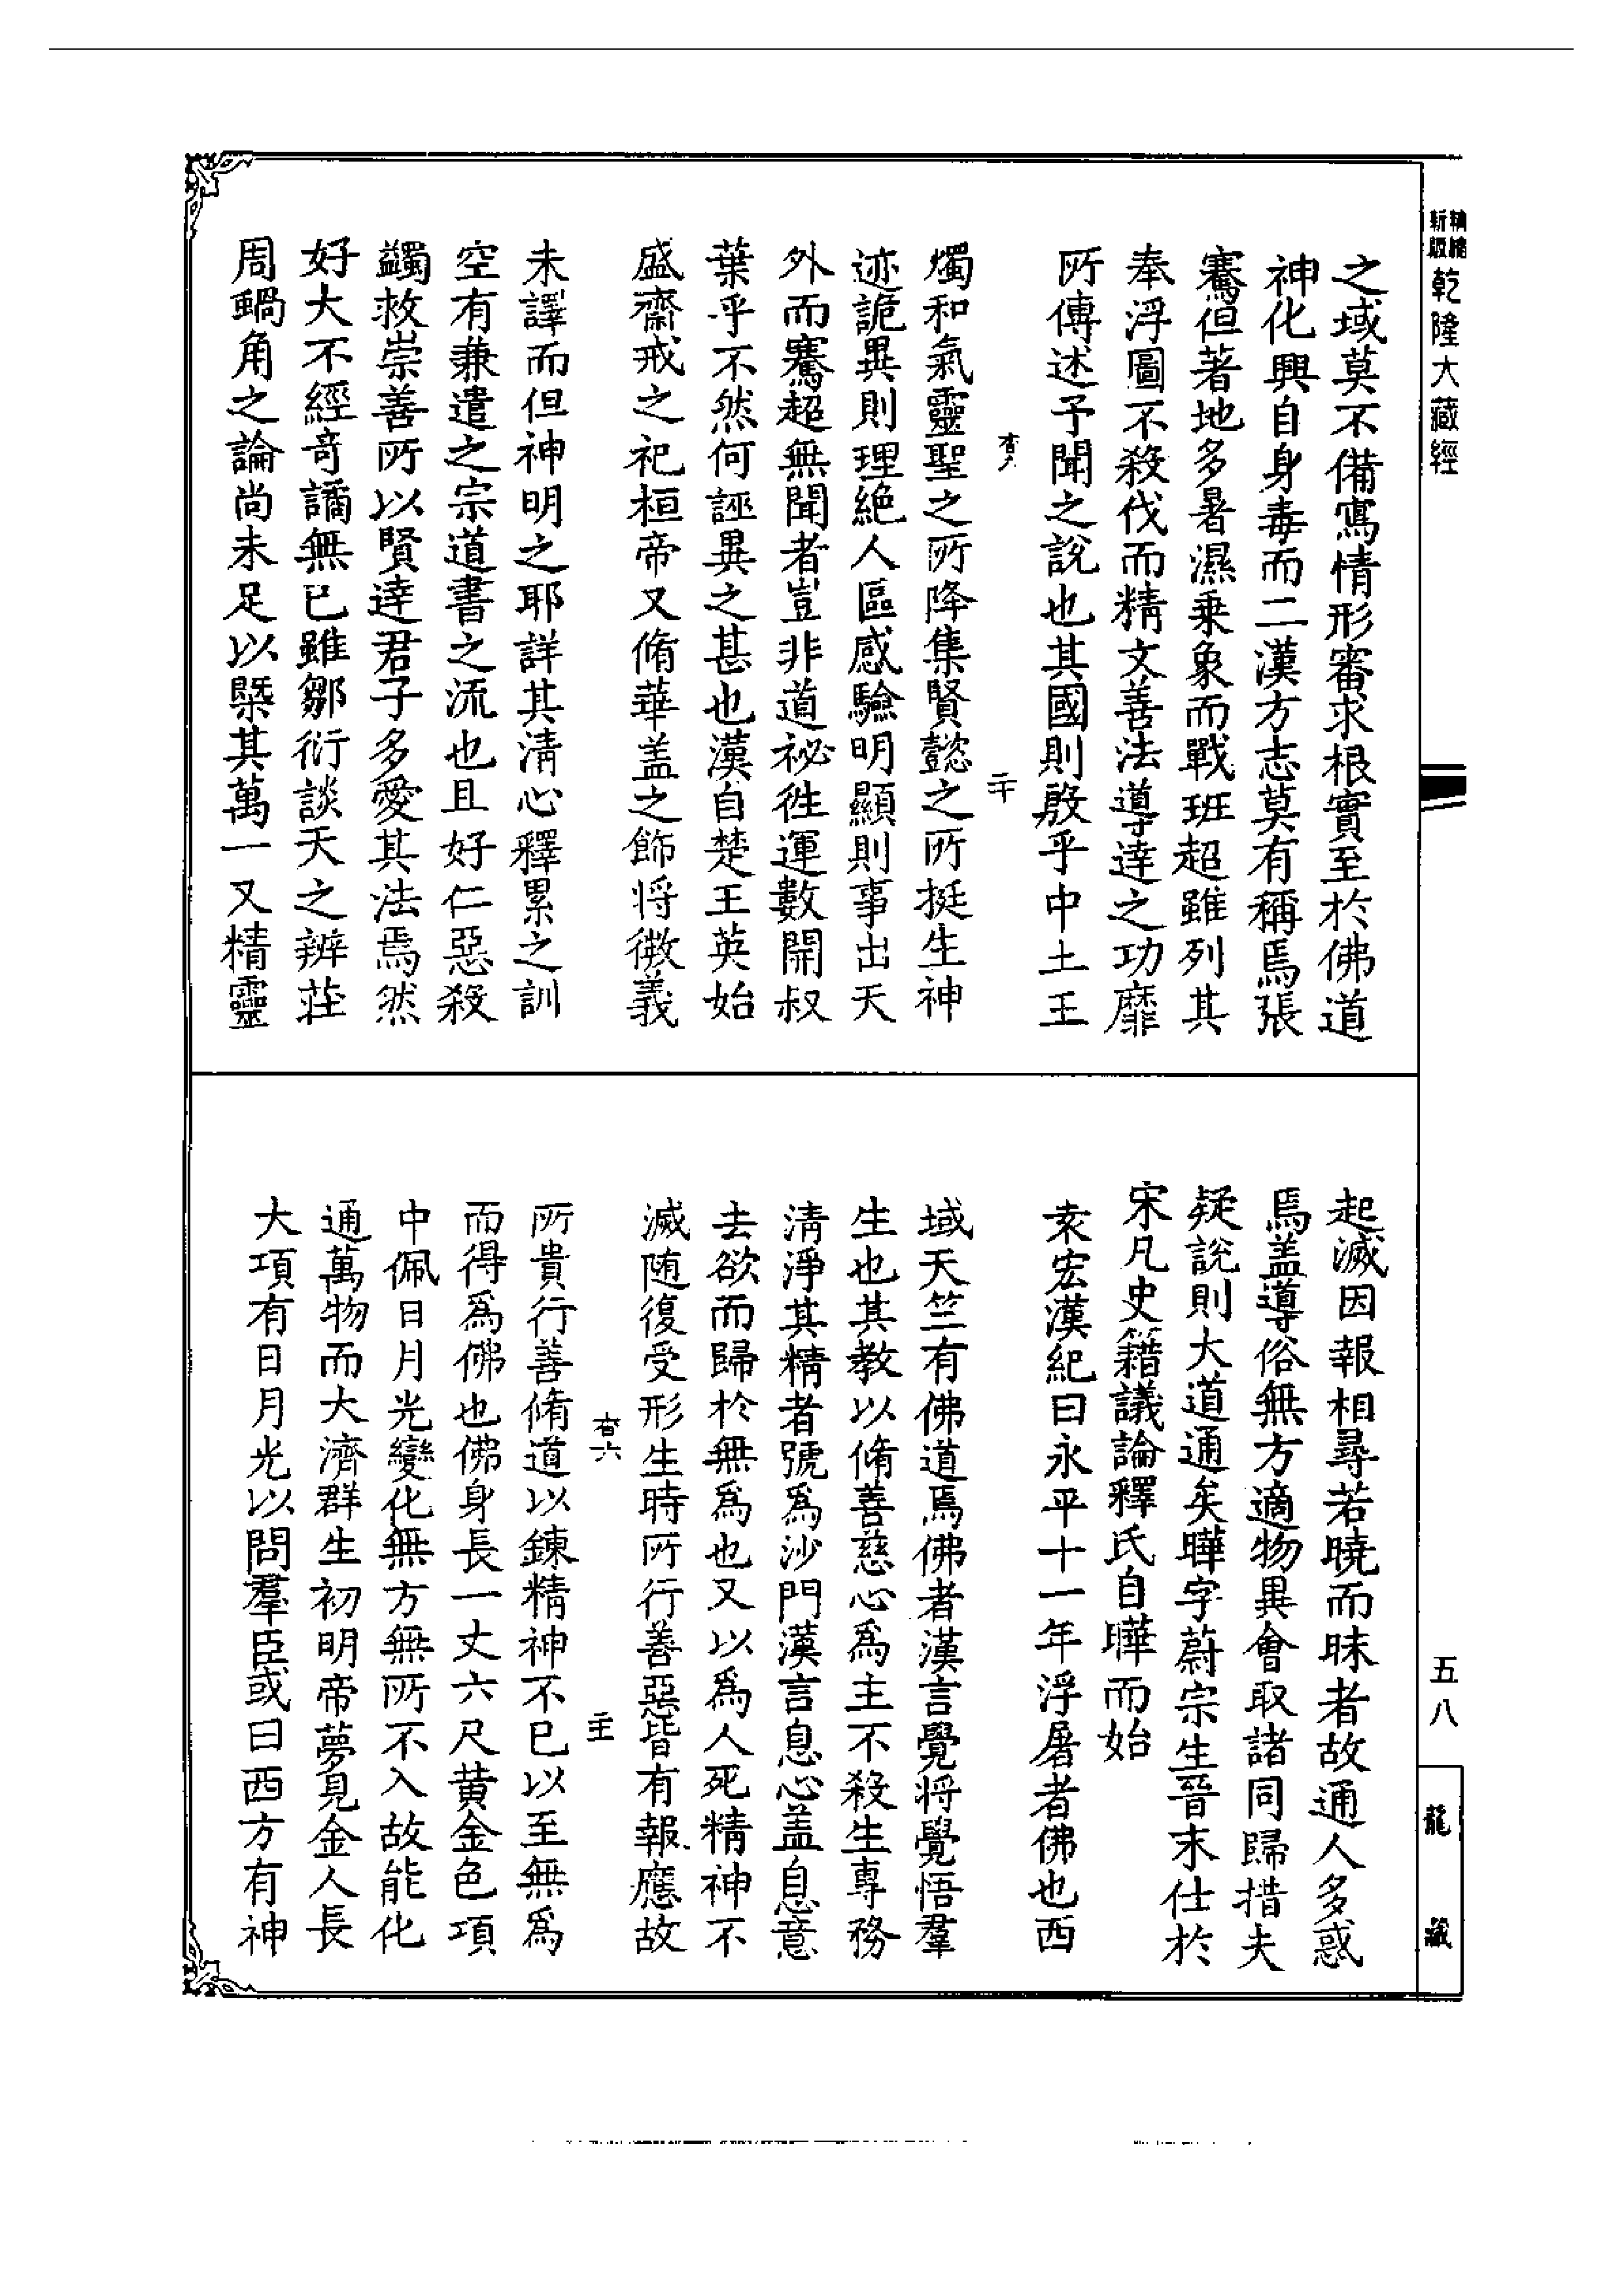 精縮新版乾隆大藏經
之域莫不備寫情形審求根實至於佛道
神化興自身毒而二漢方志莫有稱焉張
騫但著地多暑濕乗象而戰班超雖列其
奉浮圖不殺伐而精文善法導達之功靡
所傳述予聞之說也其國則殷乎中土王
燭和氣靈聖之所降集賢懿之所挺生神
迹詭異則理絶人區感驗明顯則事出天
外而騫超無聞者豈非道祕徃運數開叔
葉乎不然何誣異之甚也漢自楚王英始
盛齋戒之祀桓帝又脩華盖之飾将微義
未譯而但神明之耶詳其清心釋累之訓
空有兼遣之宗道書之流也且好仁惡殺
蠲救崇善所以賢達君子多愛其法焉然
好大不經奇譎無已雖鄒衍談天之辨莊
周蝸角之論尚未足以槩其萬一又精靈
起滅因報相尋若曉而昧者故通人多惑
焉盖導俗無方適物異會取諸同歸措夫
疑說則大道通矣曄字蔚宗生晉末仕於
宋凡史籍議論釋氏自曄而始
袁宏漢紀曰永平十一年浮屠者佛也西
域天竺有佛道焉佛者漢言覺将覺悟羣
生也其教以脩善慈心爲主不殺生專務
清淨其精者號爲沙門漢言息心盖息意
去欲而歸於無爲也又以爲人死精神不
滅随復受形生時所行善惡皆有報應故
所貴行善脩道以錬精神不已以至無爲
而得爲佛也佛身長一丈六尺黄金色項
中佩日月光變化無方無所不入故能化
通萬物而大濟群生初明帝夢見金人長
大項有日月光以問羣臣或曰西方有神
五八
龍藏